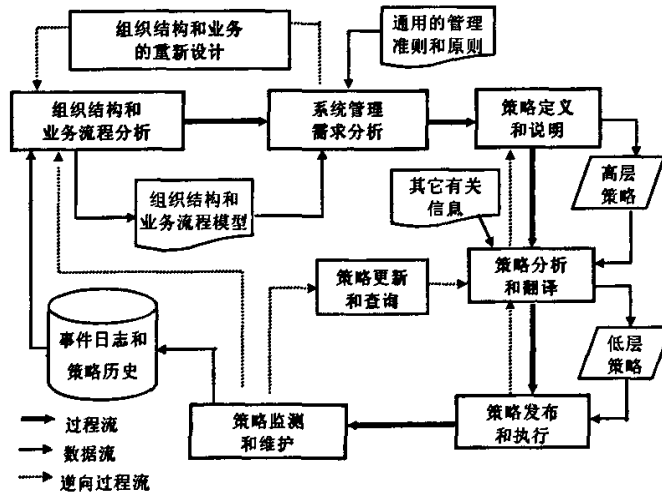 组织结构和业务
的重新设计
通用的管理
准则和原则
组织结构和
业务流程分析
系统管理
需求分析
策略定义
和说明
高层
策略
组织结构和
业务流程模型
其它有关
信息
策略更新
和查询
策略分析
和翻译
事件日志和
策略历史
低层
策略
策略监测
和维护
策略发布
和执行
过程流
数据流
逆向过程流